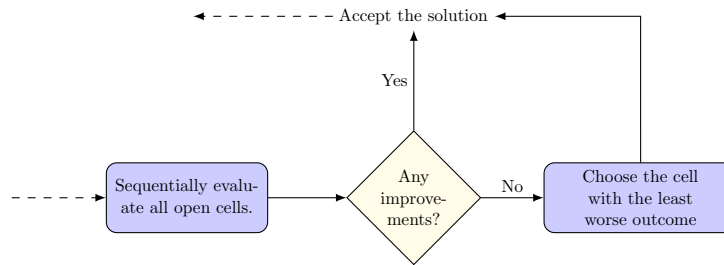 Accept the solution
Yes
Sequentially evalu-
ate all open cells.
Any
improve-
ments?
No
Choose the cell
with the least
worse outcome